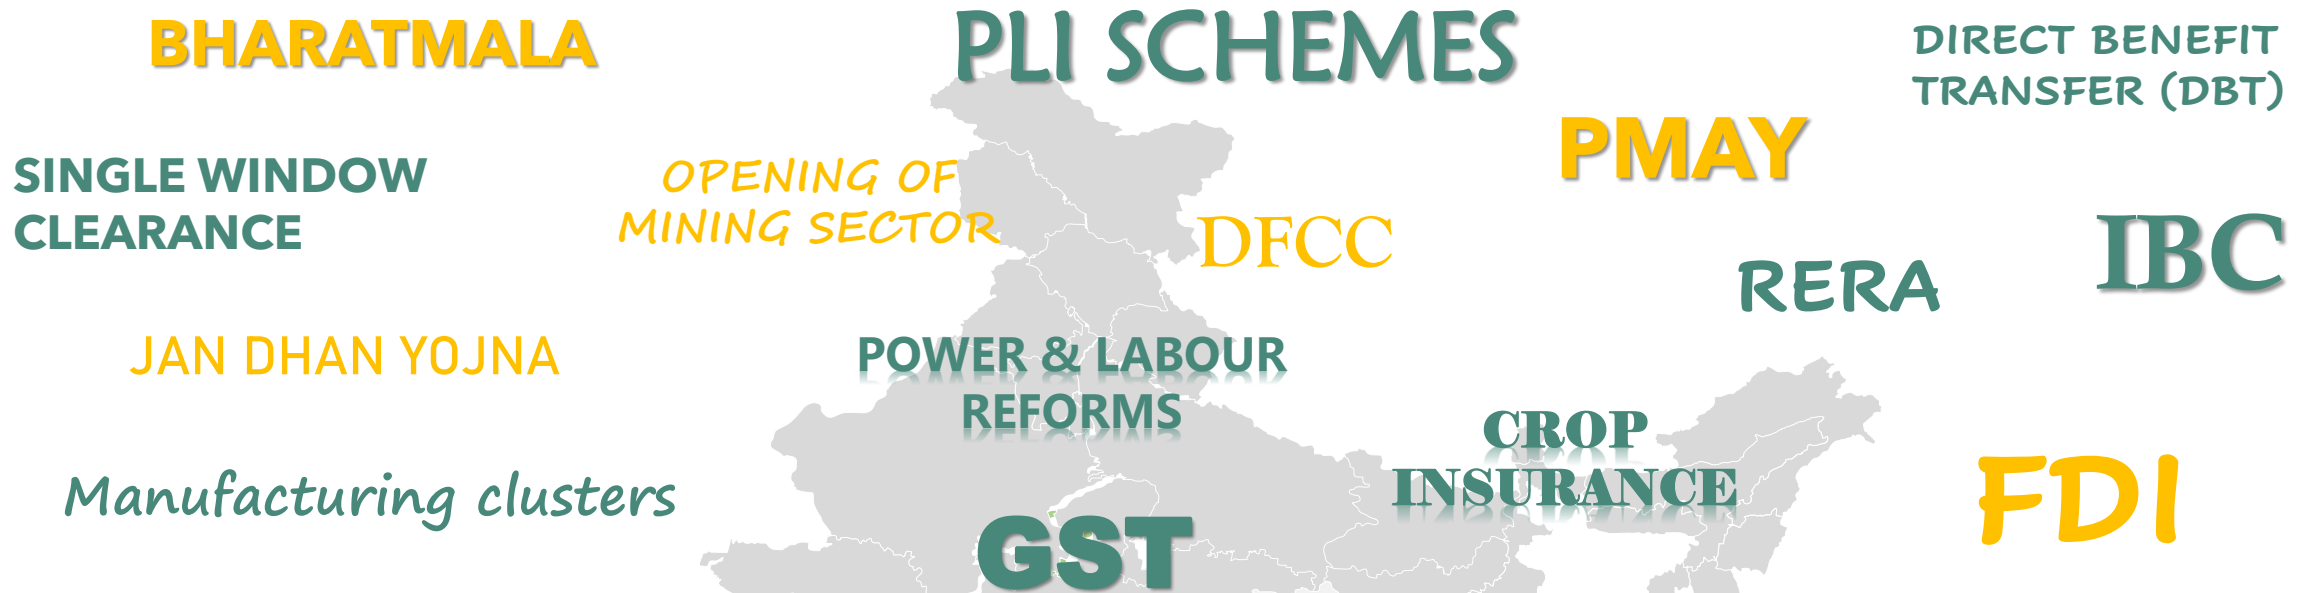 BHARATMALA
PLI SCHEMES
DIRECT BENEFIT
TRANSFER (DBT)
PMAY
SINGLE WINDOW
CLEARANCE
OPENING OF
MINING SECTOR
DFCC
IBC
RERA
JAN DHAN YOJNA
POWER & LABOUR
REFORMS
CROP
INSURANCE
Manufacturing clusters
FDI
GST